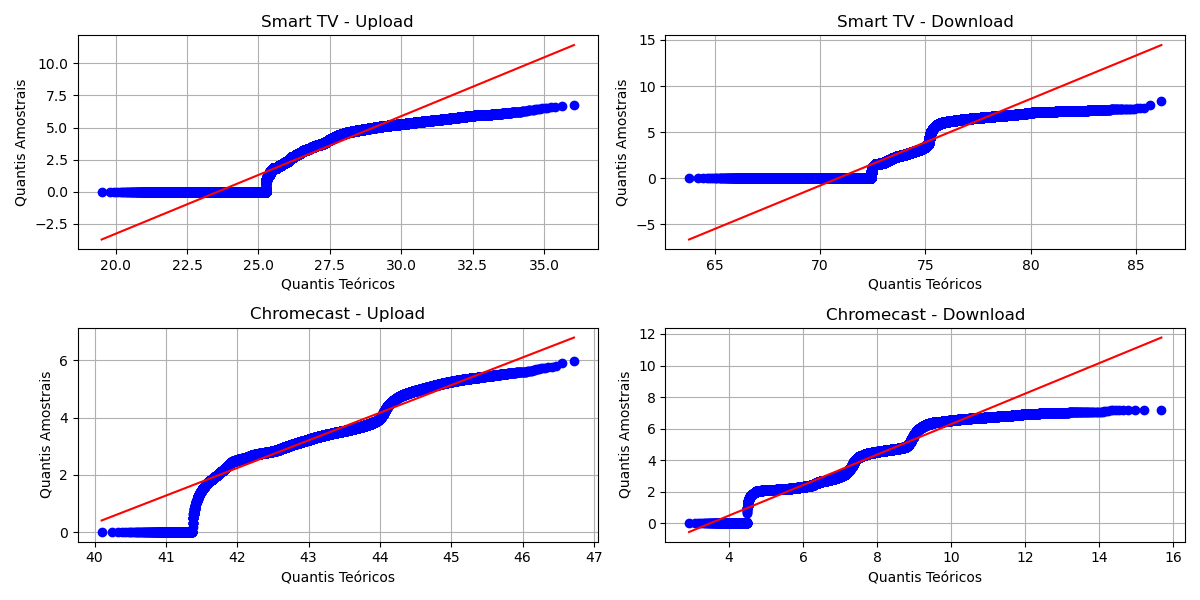 Smart TV - Upload
Quantis Amostrais
10.0
7.5
5.0
2.5
0.0
−2.5
20.0 22.5 25.0 27.5 30.0 32.5 35.0
Quantis Teóricos
Smart TV - Download
Quantis Amostrais
15
10
5
0
−5
65 70 75 80 85
Quantis Teóricos
Chromecast - Upload
Quantis Amostrais
6
4
2
0
40 41 42 43 44 45 46 47
Quantis Teóricos
Chromecast - Download
Quantis Amostrais
12
10
8
6
4
2
0
4 6 8 10 12 14 16
Quantis Teóricos